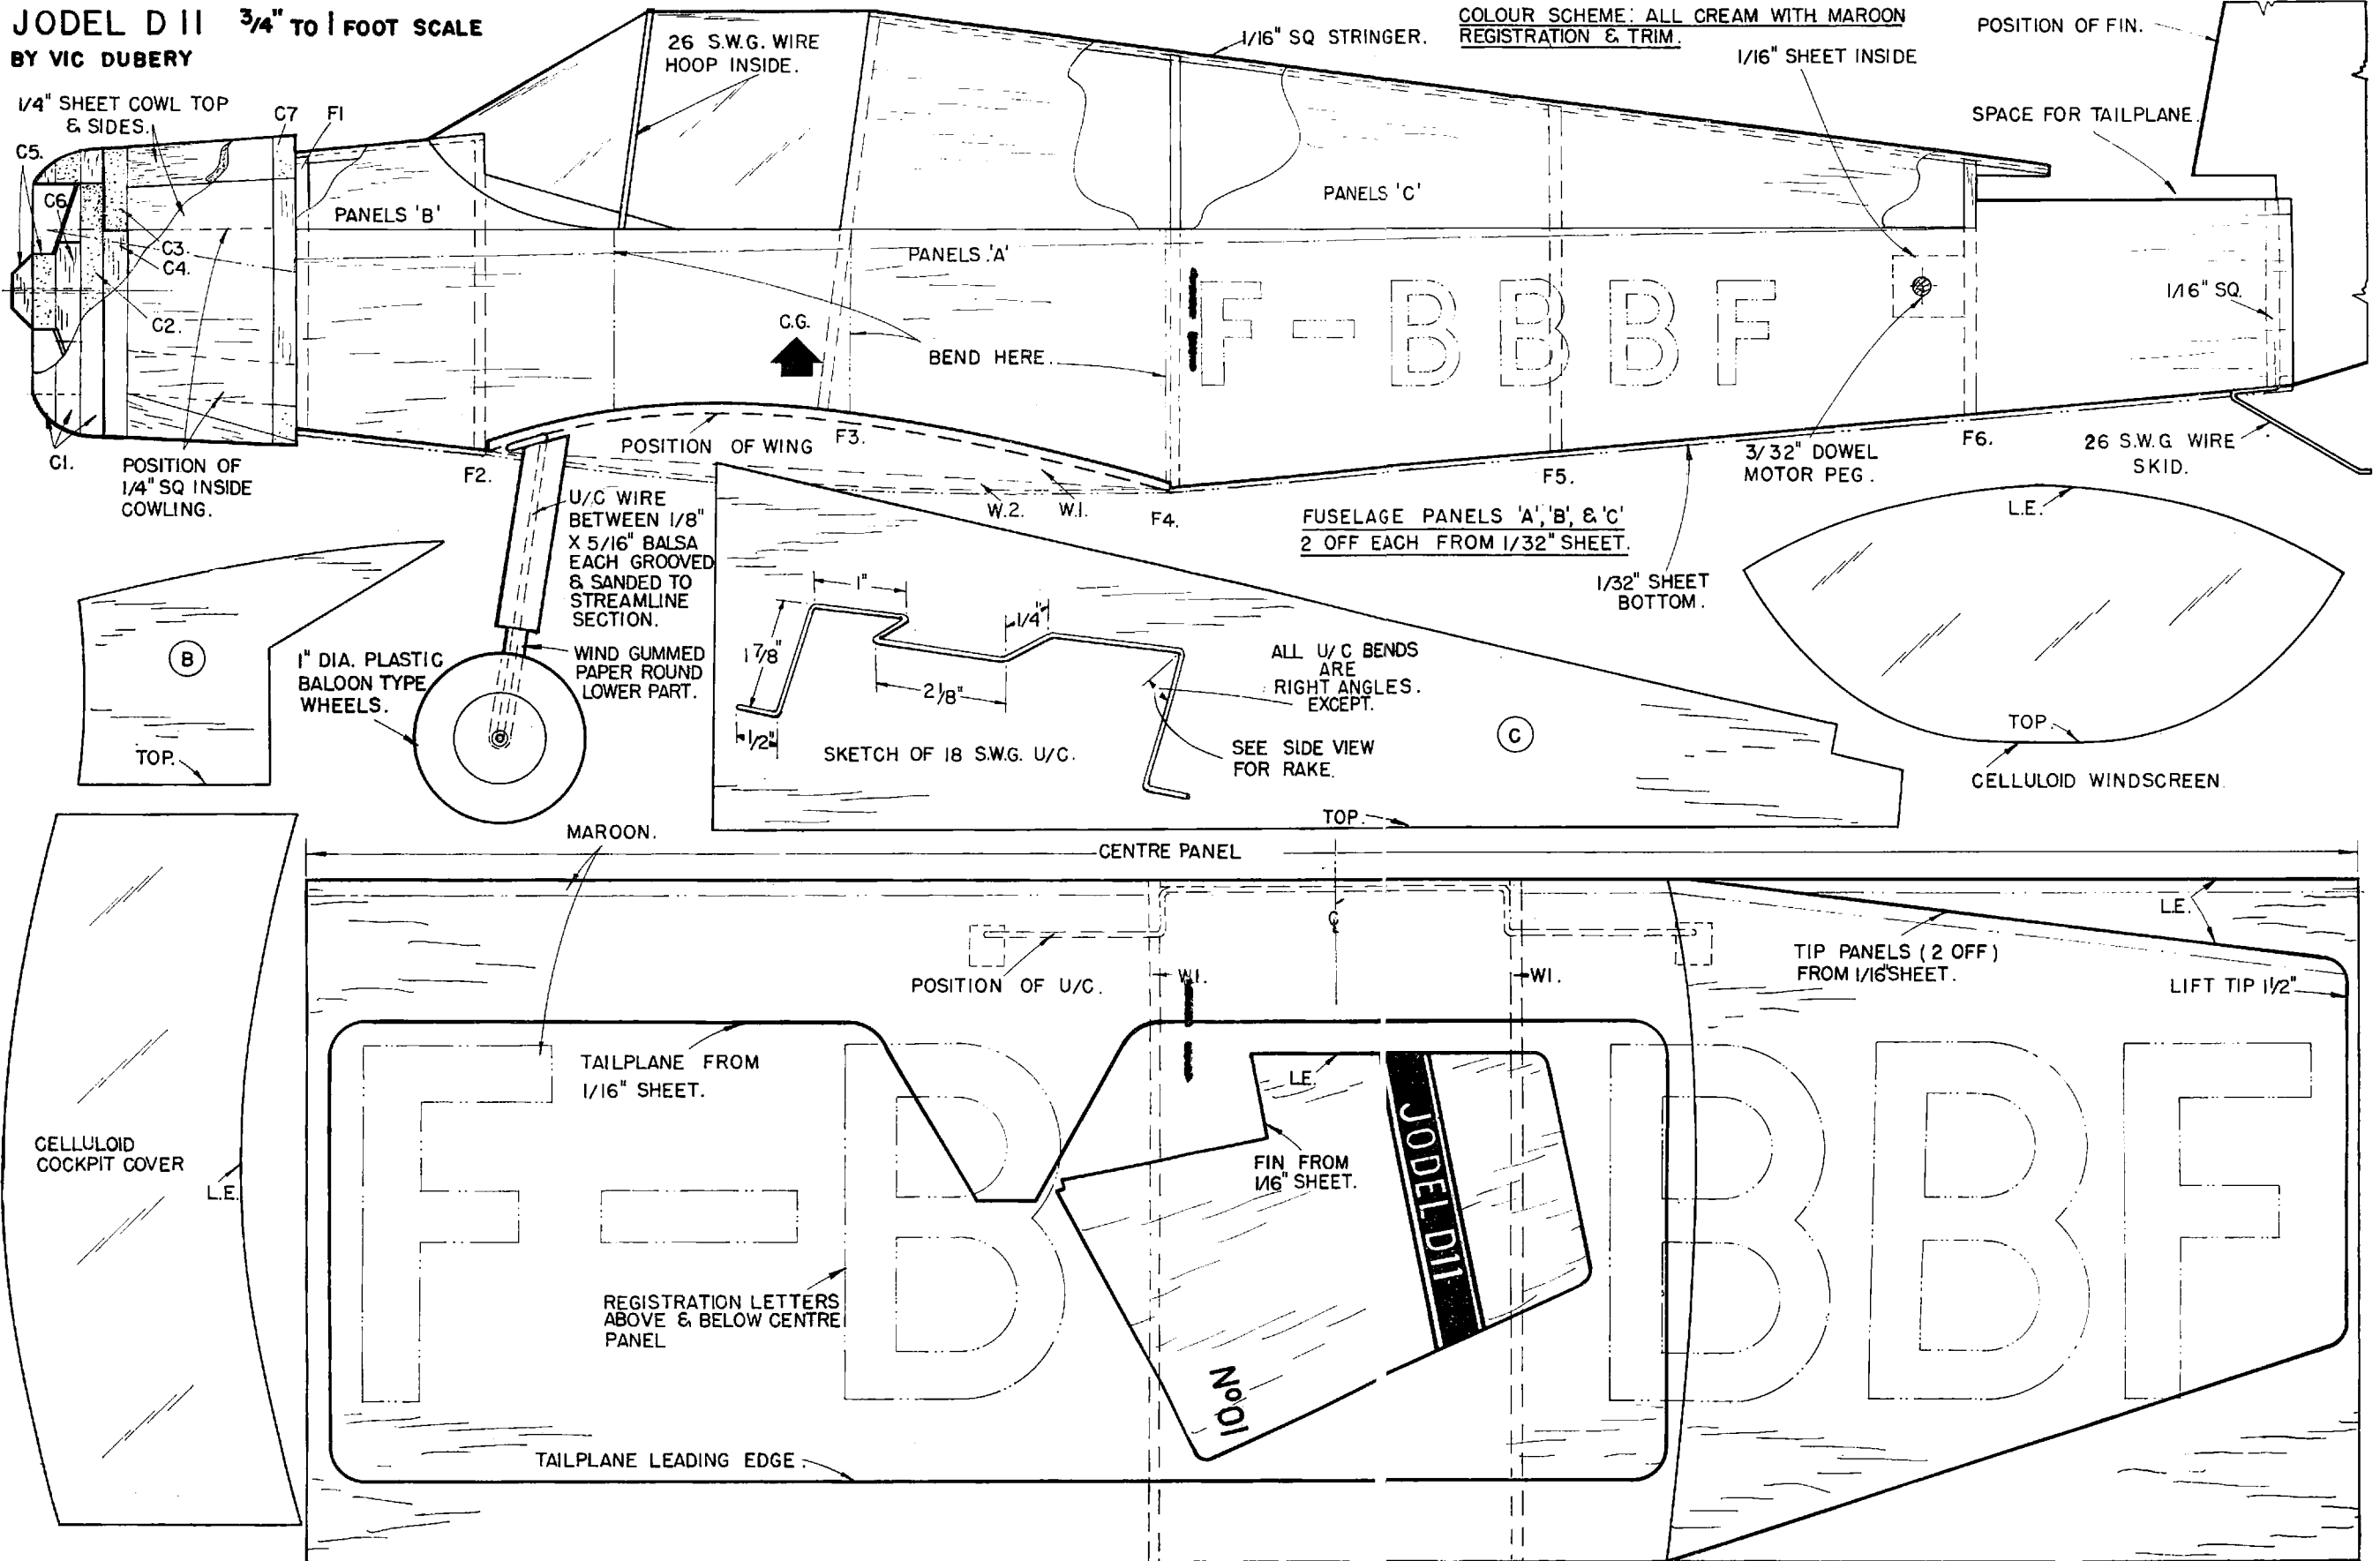 JODEL D 11 3/4" TO 1 FOOT SCALE
BY VIC DUBERY
1/4" SHEET COWL TOP
& SIDES.
C7
F1
C5.
C6
C3.
C4.
C2.
C1.
PANELS 'B'
26 S.W.G. WIRE
HOOP INSIDE.
1/16" SQ STRINGER.
COLOUR SCHEME: ALL CREAM WITH MAROON
REGISTRATION & TRIM.
1/16" SHEET INSIDE
POSITION OF FIN.
SPACE FOR TAILPLANE.
PANELS 'C'
PANELS 'A'
C.G.
BEND HERE.
F-BBBF
1/16" SQ.
POSITION OF
1/4" SQ INSIDE
COWLING.
F2.
POSITION OF WING
F3.
W.2.
W.1.
F4.
F5.
3/32" DOWEL
MOTOR PEG.
F6.
26 S.W.G WIRE
SKID.
U/C WIRE
BETWEEN 1/8"
X 5/16" BALSA
EACH GROOVED
& SANDED TO
STREAMLINE
SECTION.
WIND GUMMED
PAPER ROUND
LOWER PART.
1" DIA. PLASTIC
BALOON TYPE
WHEELS.
B
TOP.
FUSELAGE PANELS 'A', 'B', & 'C'
2 OFF EACH FROM 1/32" SHEET.
1/32" SHEET
BOTTOM.
1"
1/4"
1 7/8"
2 1/8"
1/2"
ALL U/C BENDS
ARE
RIGHT ANGLES.
EXCEPT.
SEE SIDE VIEW
FOR RAKE.
SKETCH OF 18 S.W.G. U/C.
C
TOP.
L.E.
TOP.
CELLULOID WINDSCREEN.
MAROON.
CENTRE PANEL
CELLULOID
COCKPIT COVER
L.E.
POSITION OF U/C.
W1.
C L
W1.
L.E.
TIP PANELS (2 OFF)
FROM 1/16" SHEET.
LIFT TIP 1 1/2"
TAILPLANE FROM
1/16" SHEET.
L.E.
FIN FROM
1/16" SHEET.
JODEL D11
No 01
F-BBBF
REGISTRATION LETTERS
ABOVE & BELOW CENTRE
PANEL
TAILPLANE LEADING EDGE.